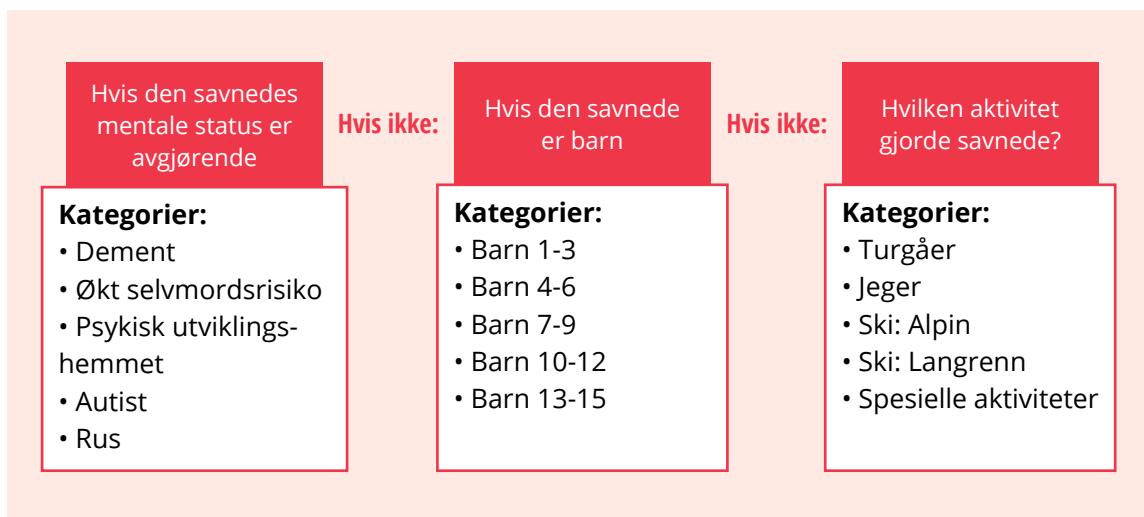 Hvis den savnedes
mentale status er
avgjørende
Kategorier:
• Dement
• Økt selvmordsrisiko
• Psykisk utviklings-
hemmet
• Autist
• Rus
Hvis ikke:
Hvis den savnede
er barn
Kategorier:
• Barn 1-3
• Barn 4-6
• Barn 7-9
• Barn 10-12
• Barn 13-15
Hvis ikke:
Hvilken aktivitet
gjorde savnede?
Kategorier:
• Turgåer
• Jeger
• Ski: Alpin
• Ski: Langrenn
• Spesielle aktiviteter